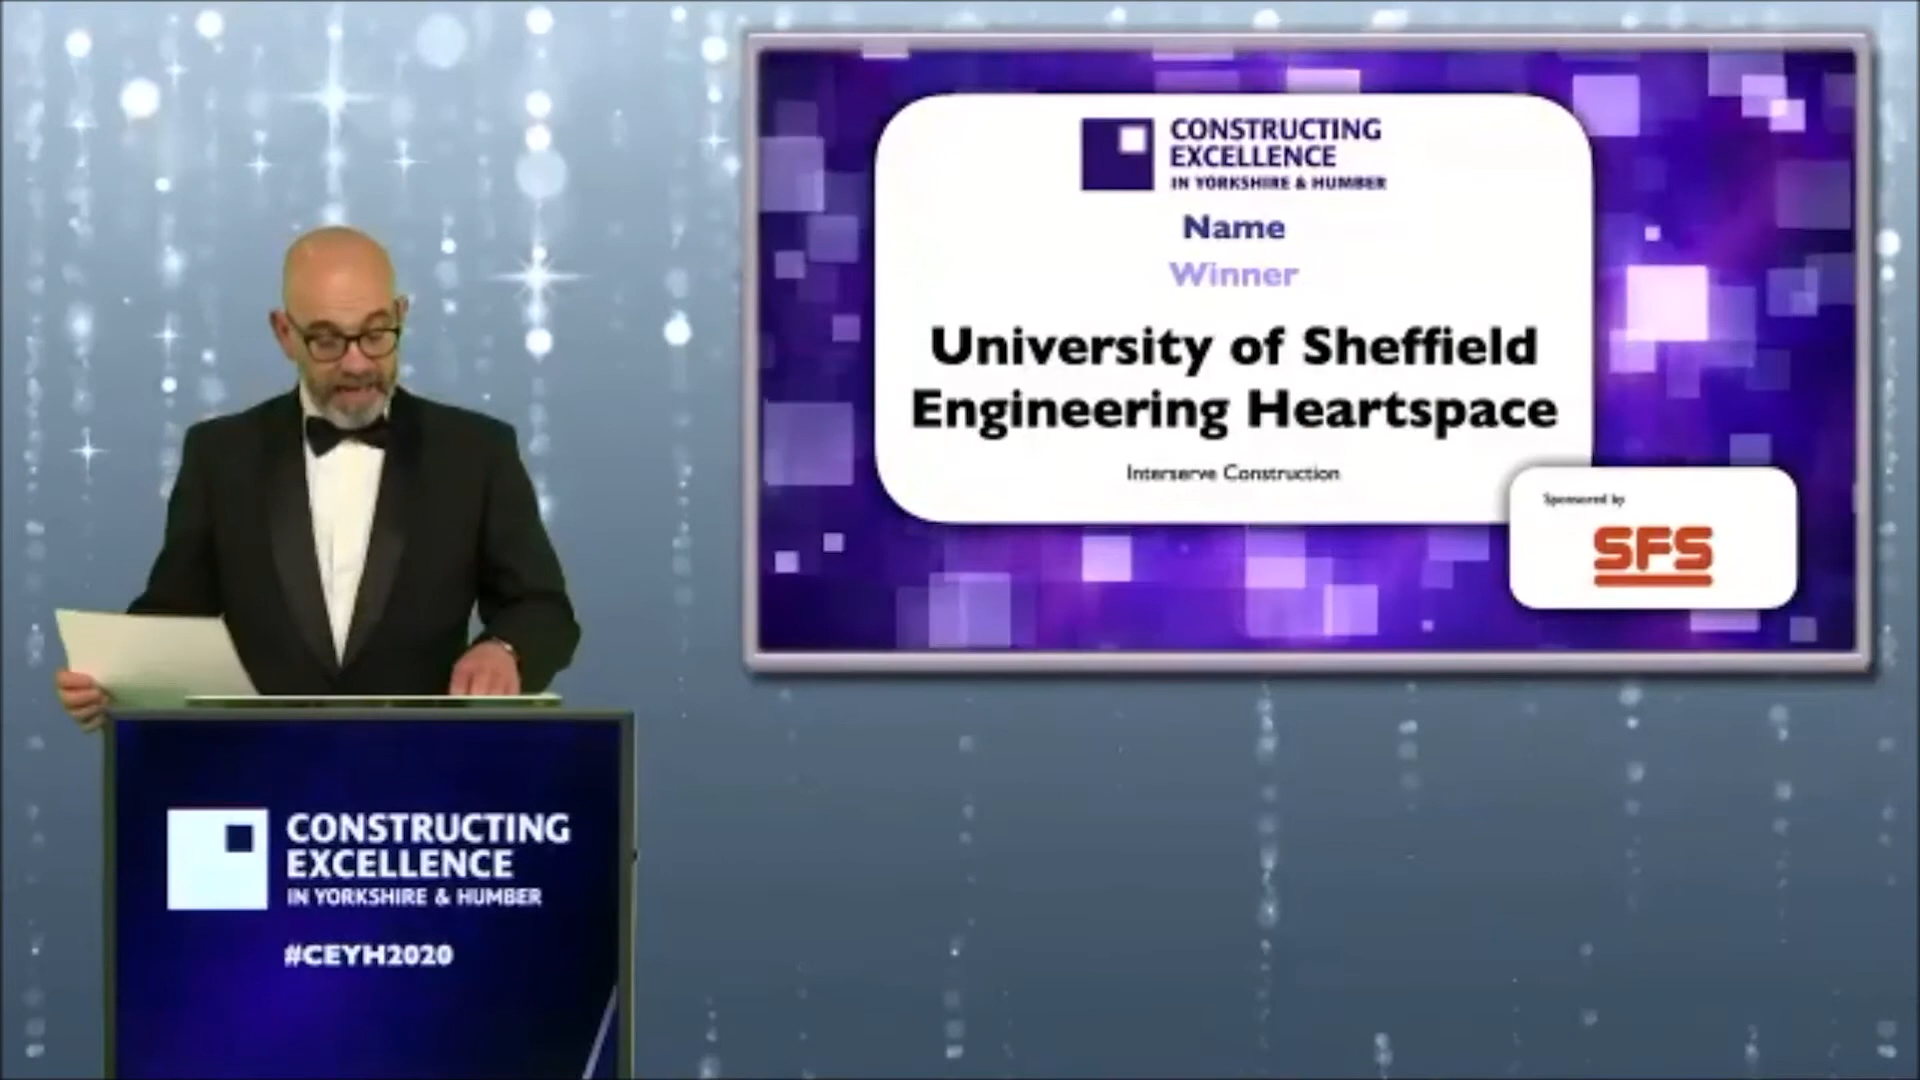 CONSTRUCTING
EXCELLENCE
IN YORKSHIRE & HUMBER
Name
Winner
University of Sheffield
Engineering Heartspace
Interserve Construction
Sponsored by
SFS
CONSTRUCTING
EXCELLENCE
IN YORKSHIRE & HUMBER
#CEYH2020